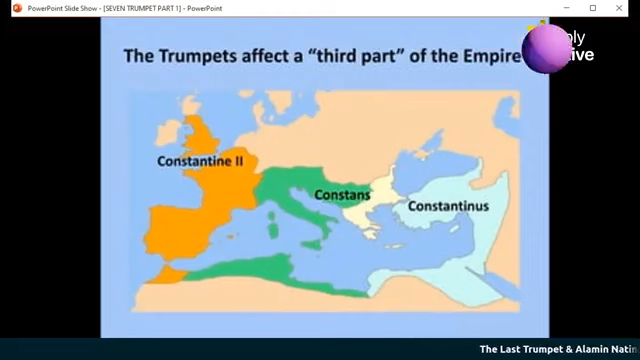 PowerPoint Slide Show - [SEVEN TRUMPET PART 1] - PowerPoint
The Trumpets affect a “third part” of the Empire
Constantine II
Constans
Constantinus
The Last Trumpet & Alamin Natin